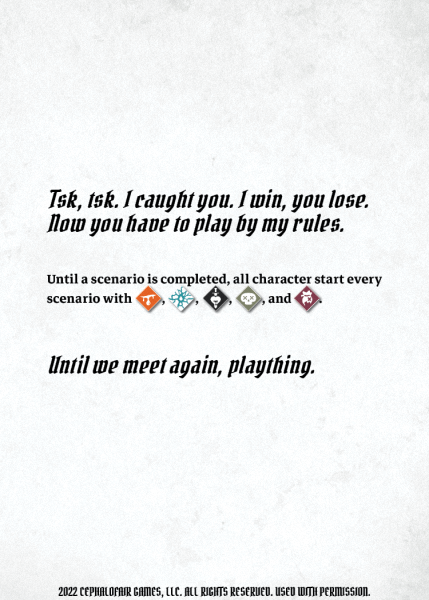 Tsk, tsk. I caught you. I win, you lose.
Now you have to play by my rules.
Until a scenario is completed, all character start every
scenario with , , , , and .
Until we meet again, plaything.
2022 CEPHALOFAIR GAMES, LLC. ALL RIGHTS RESERVED. USED WITH PERMISSION.